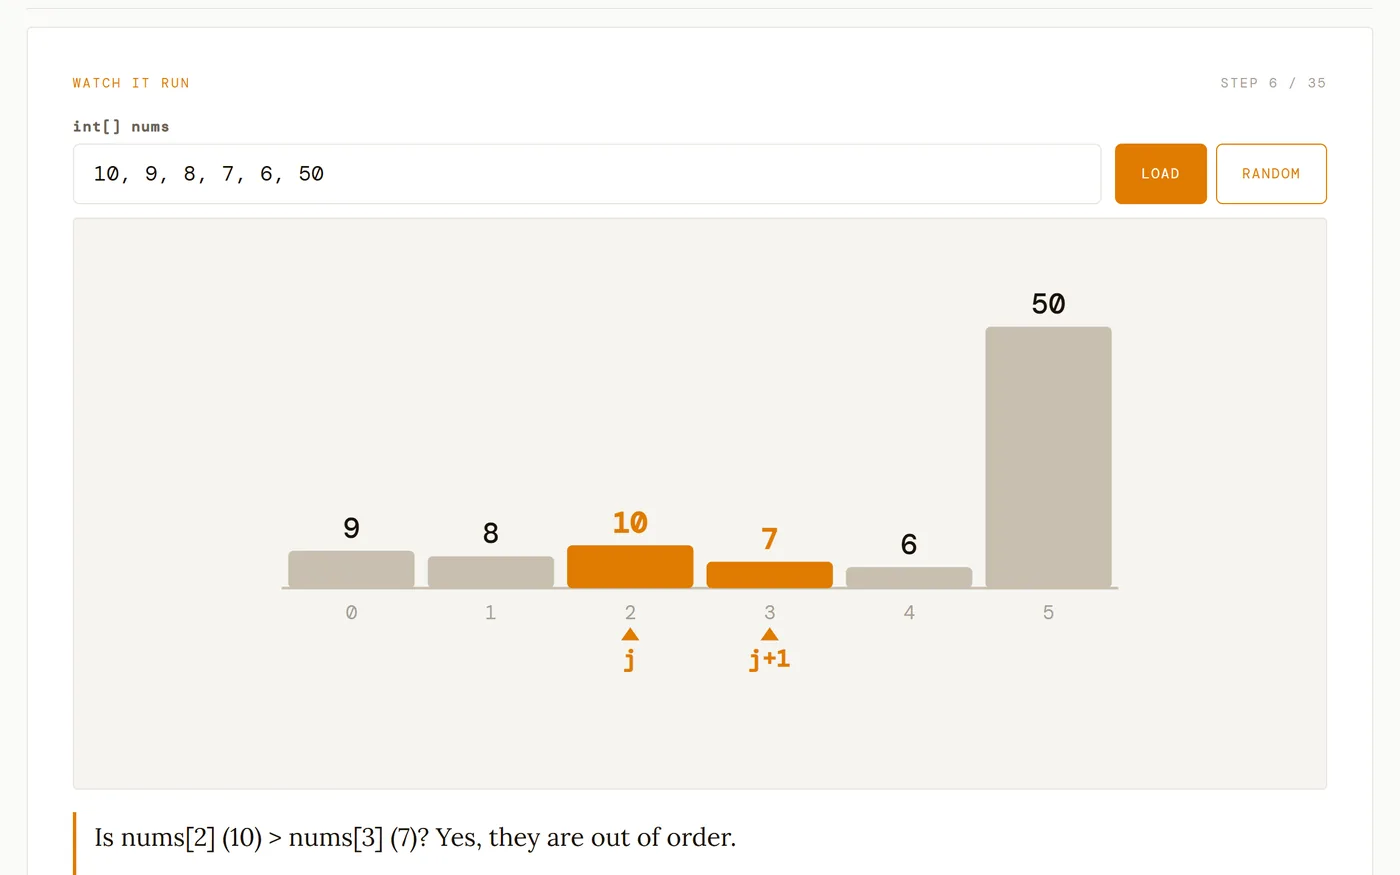 WATCH IT RUN STEP 6 / 35
int[] nums
10, 9, 8, 7, 6, 50 LOAD RANDOM
50
9 8 10 7 6
0 1 2 3 4 5
j j+1
Is nums[2] (10) > nums[3] (7)? Yes, they are out of order.